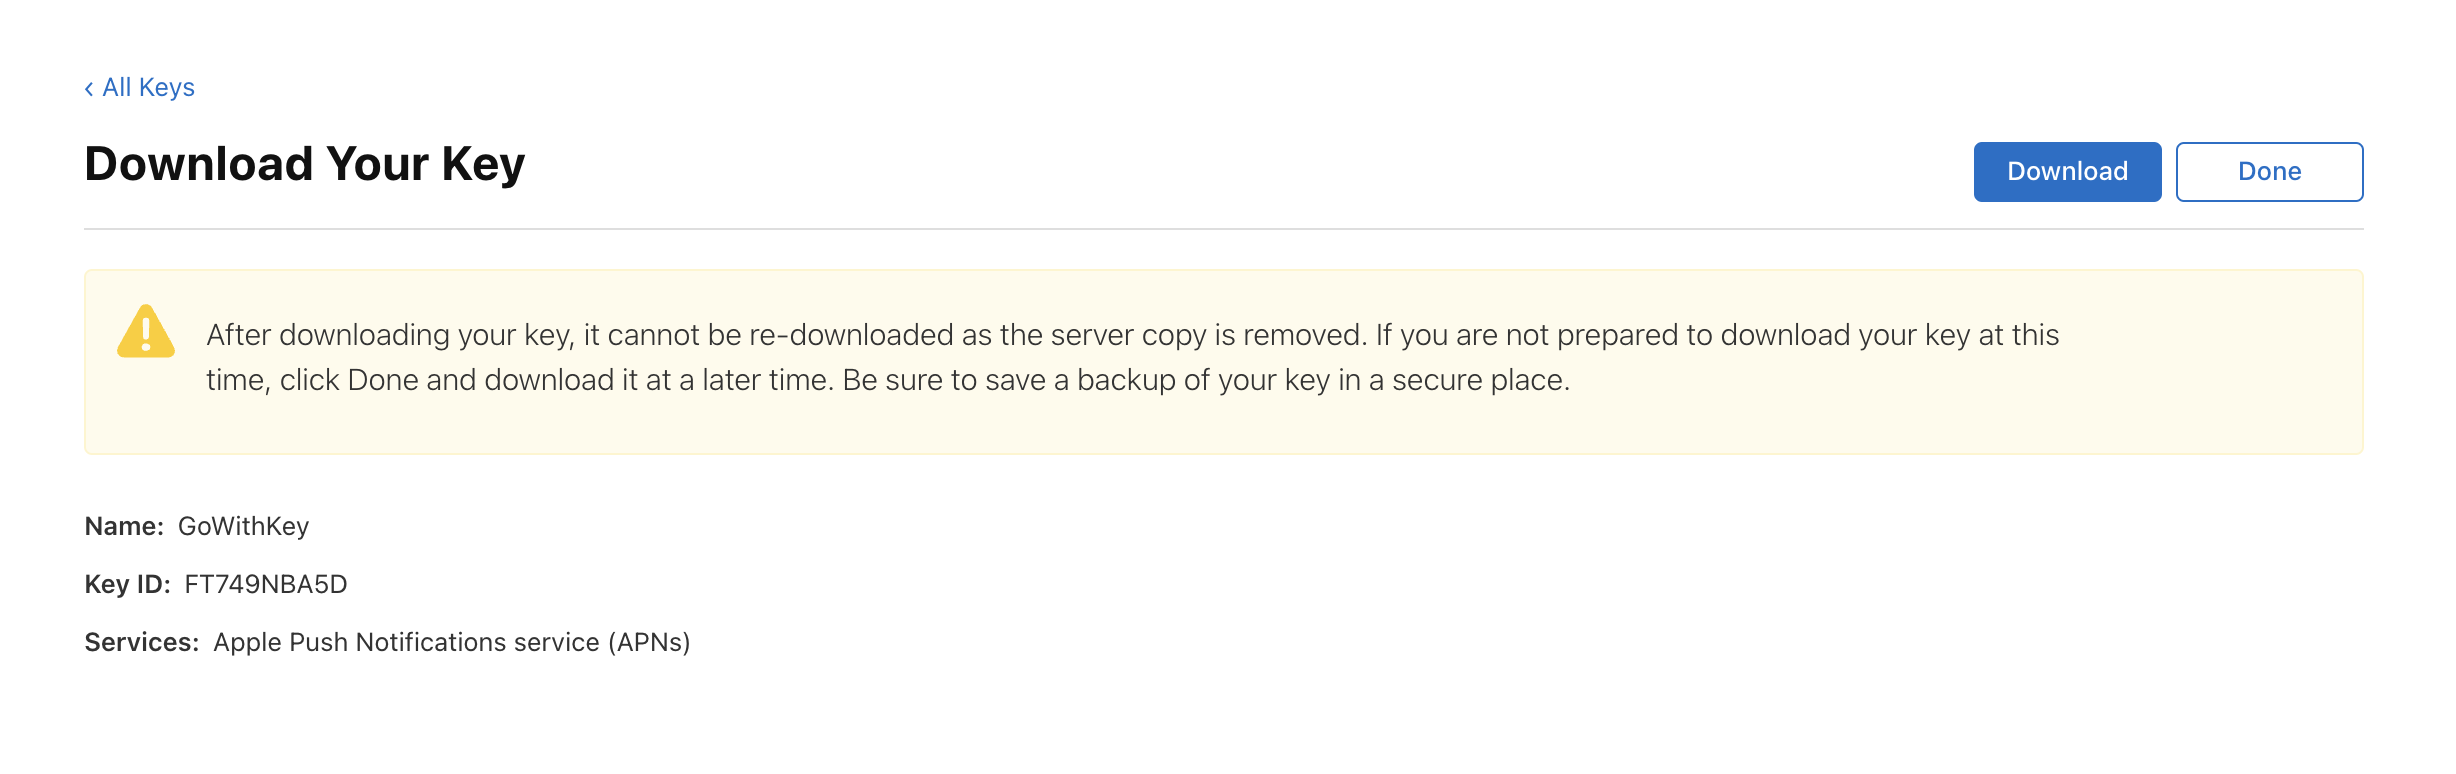 ‹ All Keys
Download Your Key
Download
Done
After downloading your key, it cannot be re-downloaded as the server copy is removed. If you are not prepared to download your key at this
time, click Done and download it at a later time. Be sure to save a backup of your key in a secure place.
Name: GoWithKey
Key ID: FT749NBA5D
Services: Apple Push Notifications service (APNs)